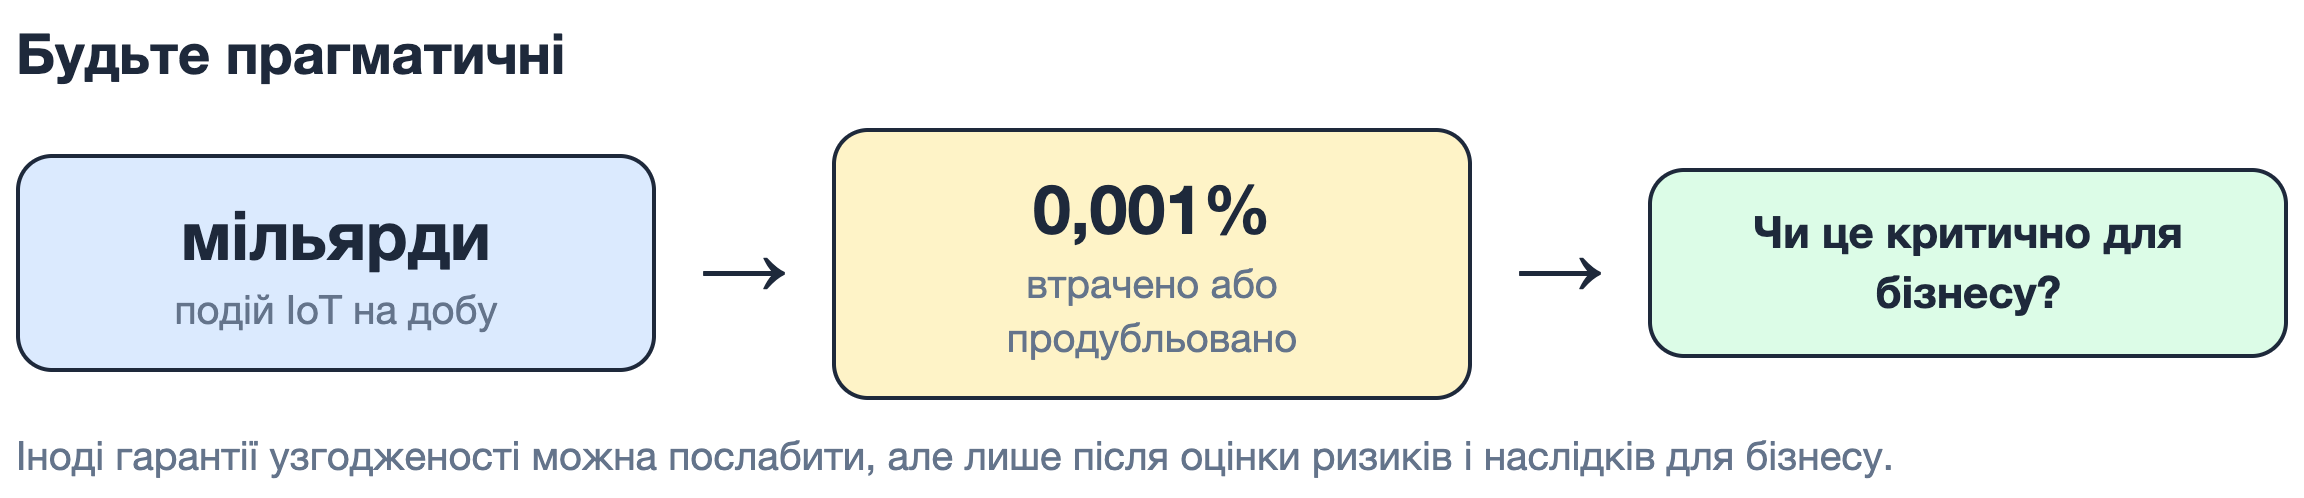 Будьте прагматичні
мільярди
подій IoT на добу
0,001%
втрачено або
продубльовано
Чи це критично для
бізнесу?
Іноді гарантії узгодженості можна послабити, але лише після оцінки ризиків і наслідків для бізнесу.